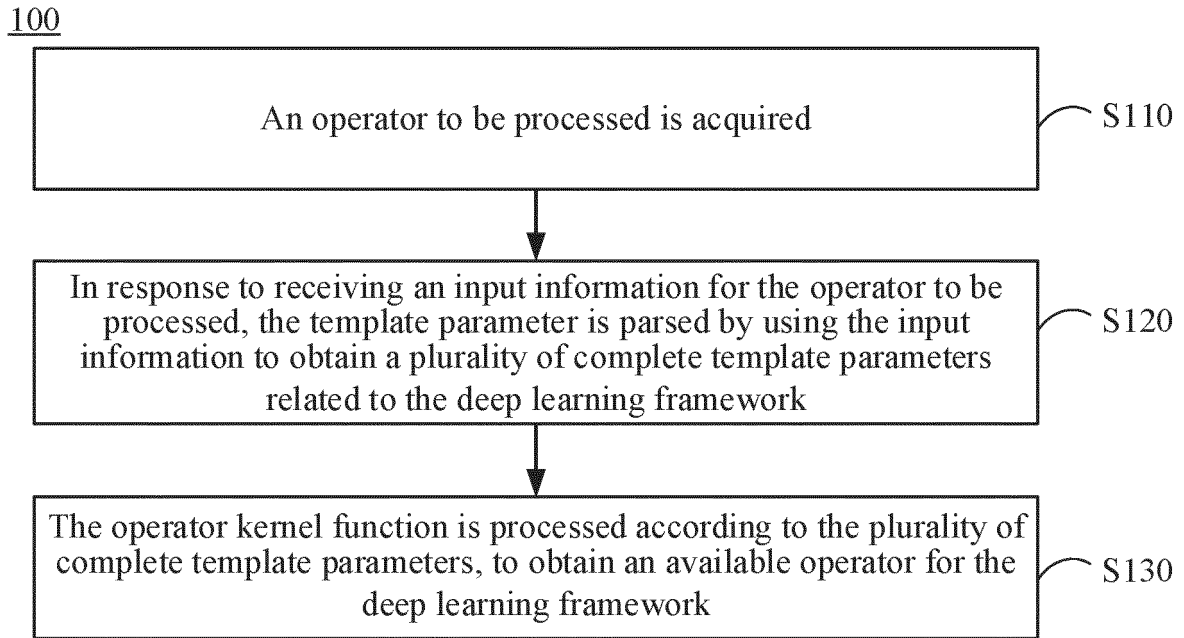 100
An operator to be processed is acquired
S110
In response to receiving an input information for the operator to be
processed, the template parameter is parsed by using the input
information to obtain a plurality of complete template parameters
related to the deep learning framework
S120
The operator kernel function is processed according to the plurality of
complete template parameters, to obtain an available operator for the
deep learning framework
S130